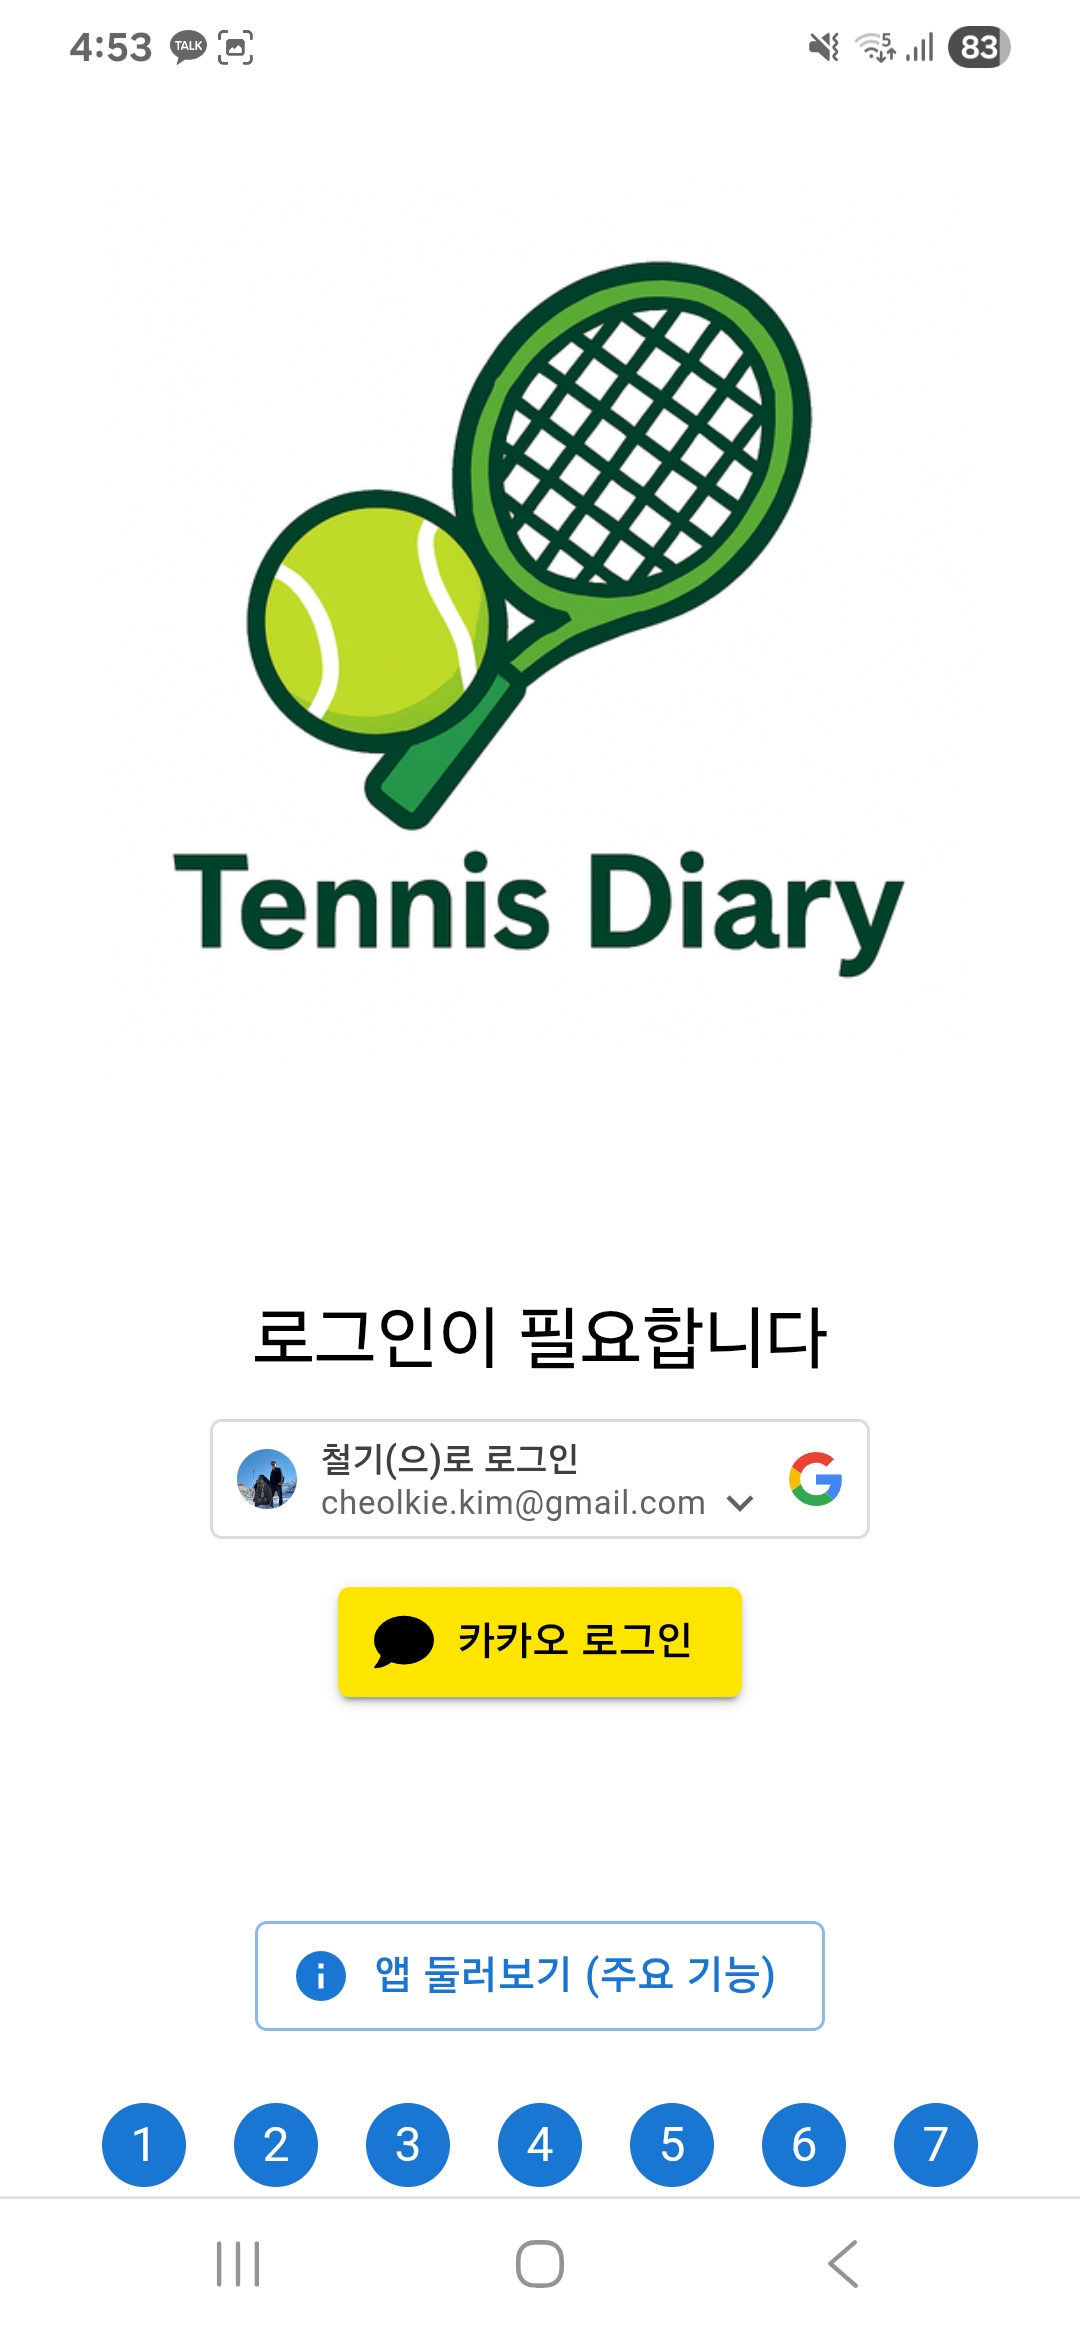 4:53 TALK 5 83
Tennis Diary
로그인이 필요합니다
철기(으)로 로그인
cheolkie.kim@gmail.com
카카오 로그인
앱 둘러보기 (주요 기능)
1 2 3 4 5 6 7